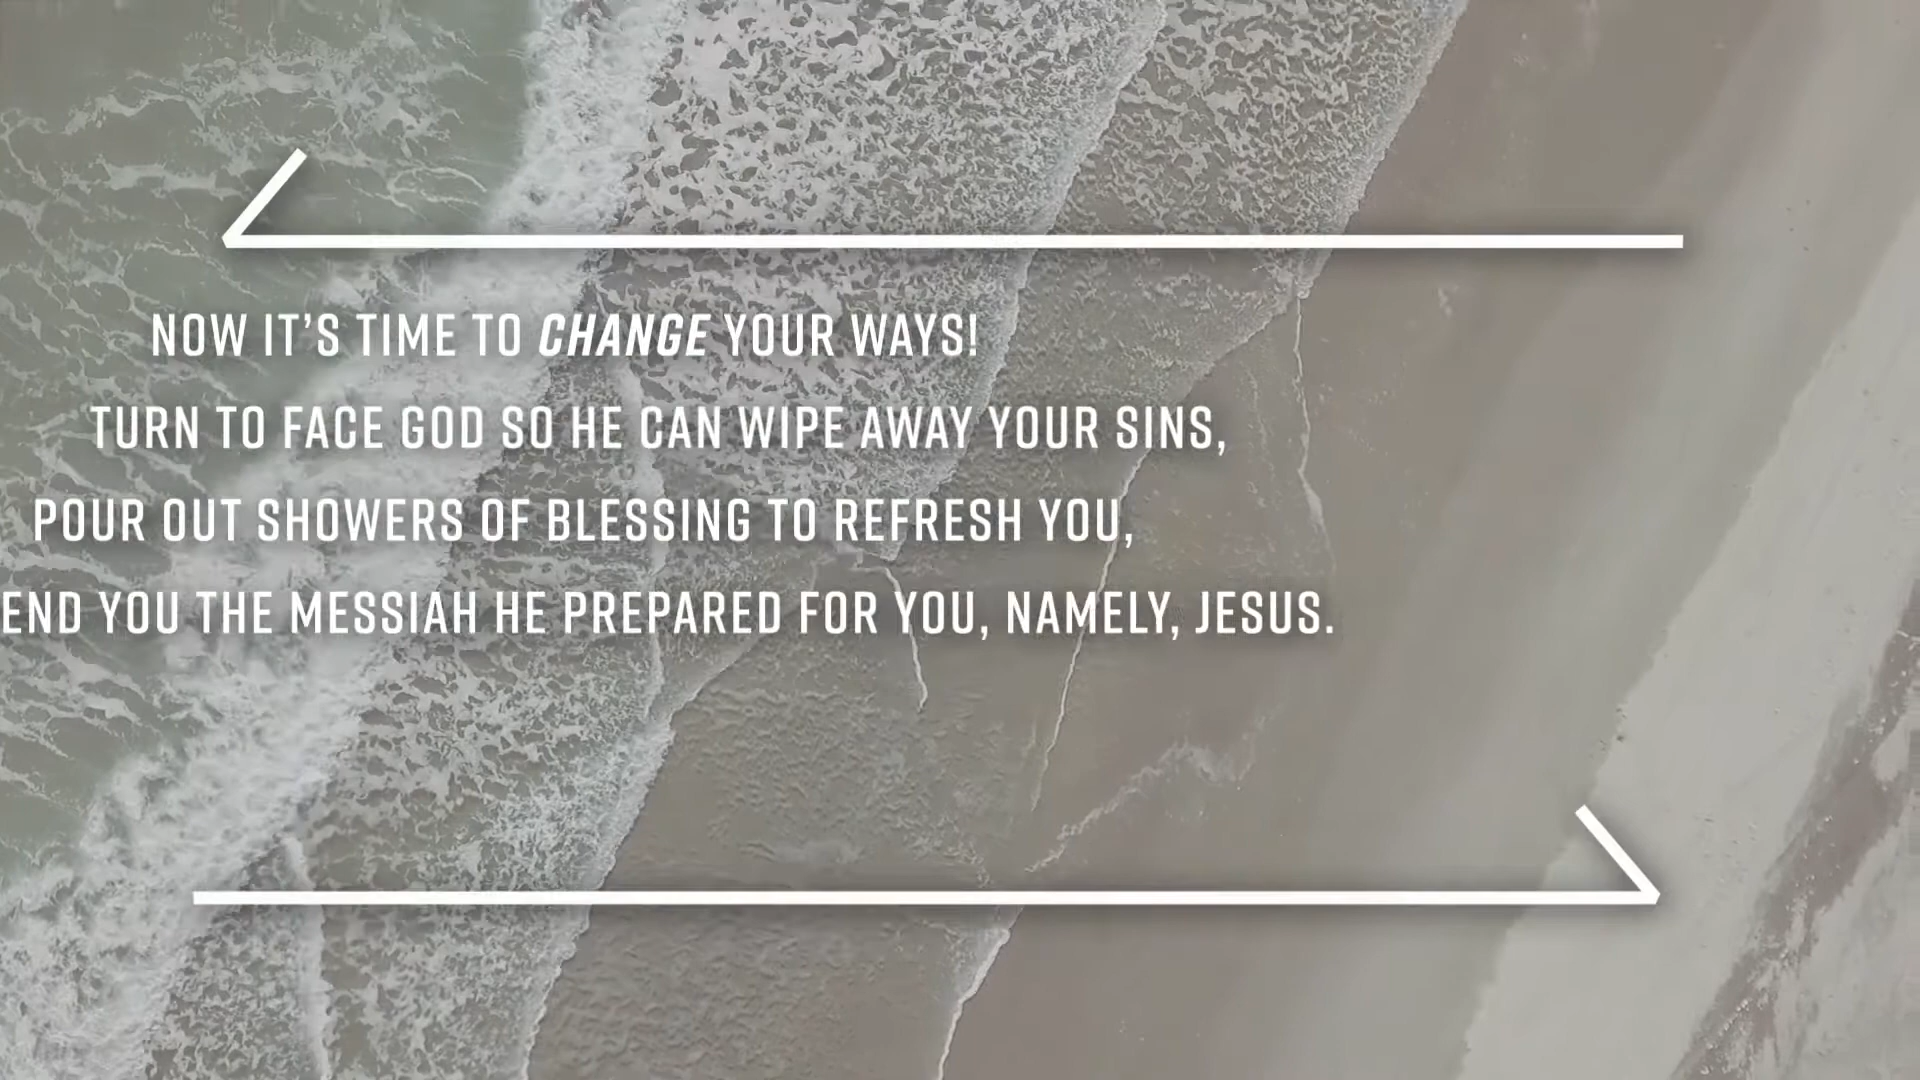 NOW IT’S TIME TO CHANGE YOUR WAYS!
TURN TO FACE GOD SO HE CAN WIPE AWAY YOUR SINS,
POUR OUT SHOWERS OF BLESSING TO REFRESH YOU,
END YOU THE MESSIAH HE PREPARED FOR YOU, NAMELY, JESUS.